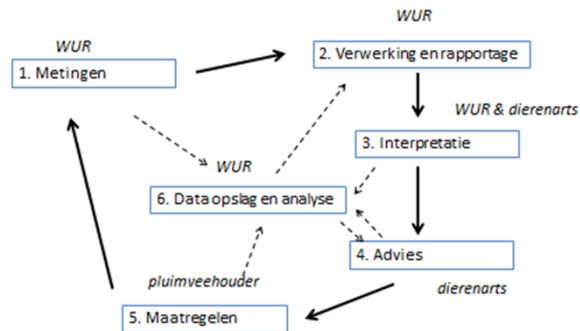 WUR
2. Verwerking en rapportage
WUR
1. Metingen
WUR & dierenarts
3. Interpretatie
WUR
6. Data opslag en analyse
4. Advies
dierenarts
pluimveehouder
5. Maatregelen